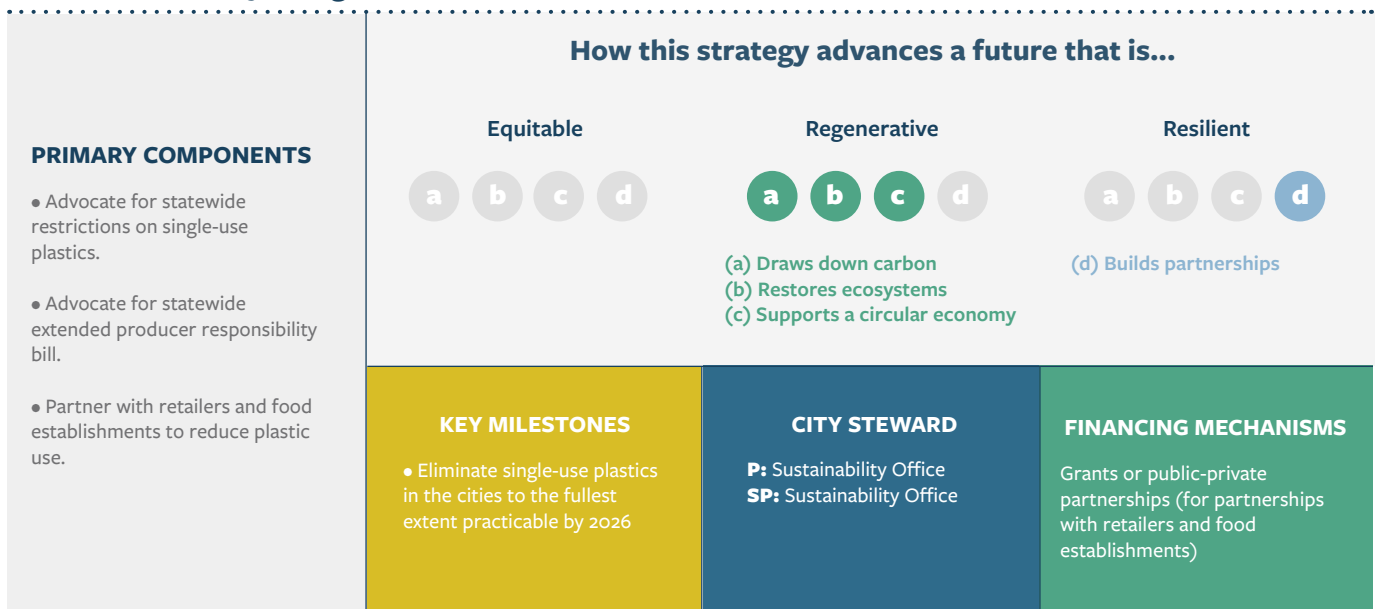 How this strategy advances a future that is...
PRIMARY COMPONENTS
• Advocate for statewide
restrictions on single-use
plastics.
• Advocate for statewide
extended producer responsibility
bill.
• Partner with retailers and food
establishments to reduce plastic
use.
Equitable
a b c d
Regenerative
a b c d
(a) Draws down carbon
(b) Restores ecosystems
(c) Supports a circular economy
Resilient
a b c d
(d) Builds partnerships
KEY MILESTONES
• Eliminate single-use plastics
in the cities to the fullest
extent practicable by 2026
CITY STEWARD
P: Sustainability Office
SP: Sustainability Office
FINANCING MECHANISMS
Grants or public-private
partnerships (for partnerships
with retailers and food
establishments)